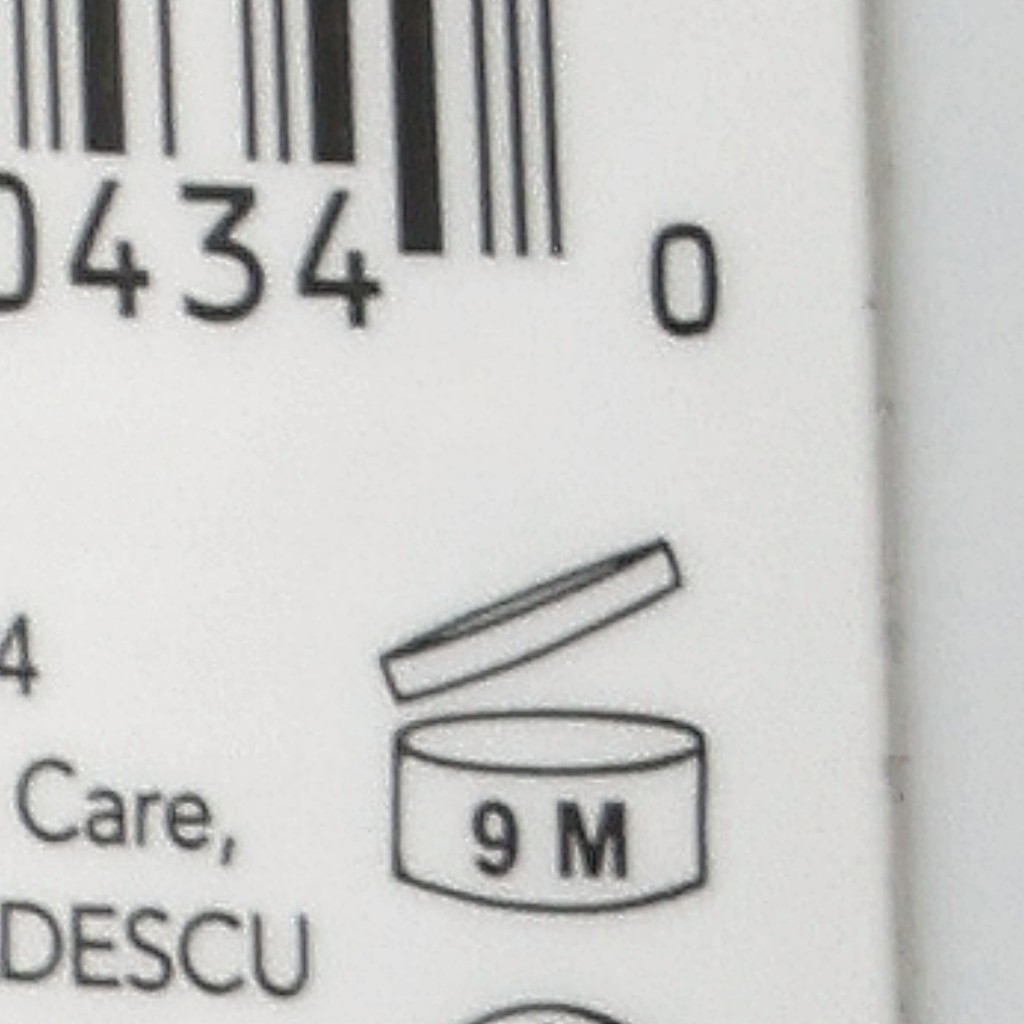 0434 0
4
Care,
9 M
DESCU